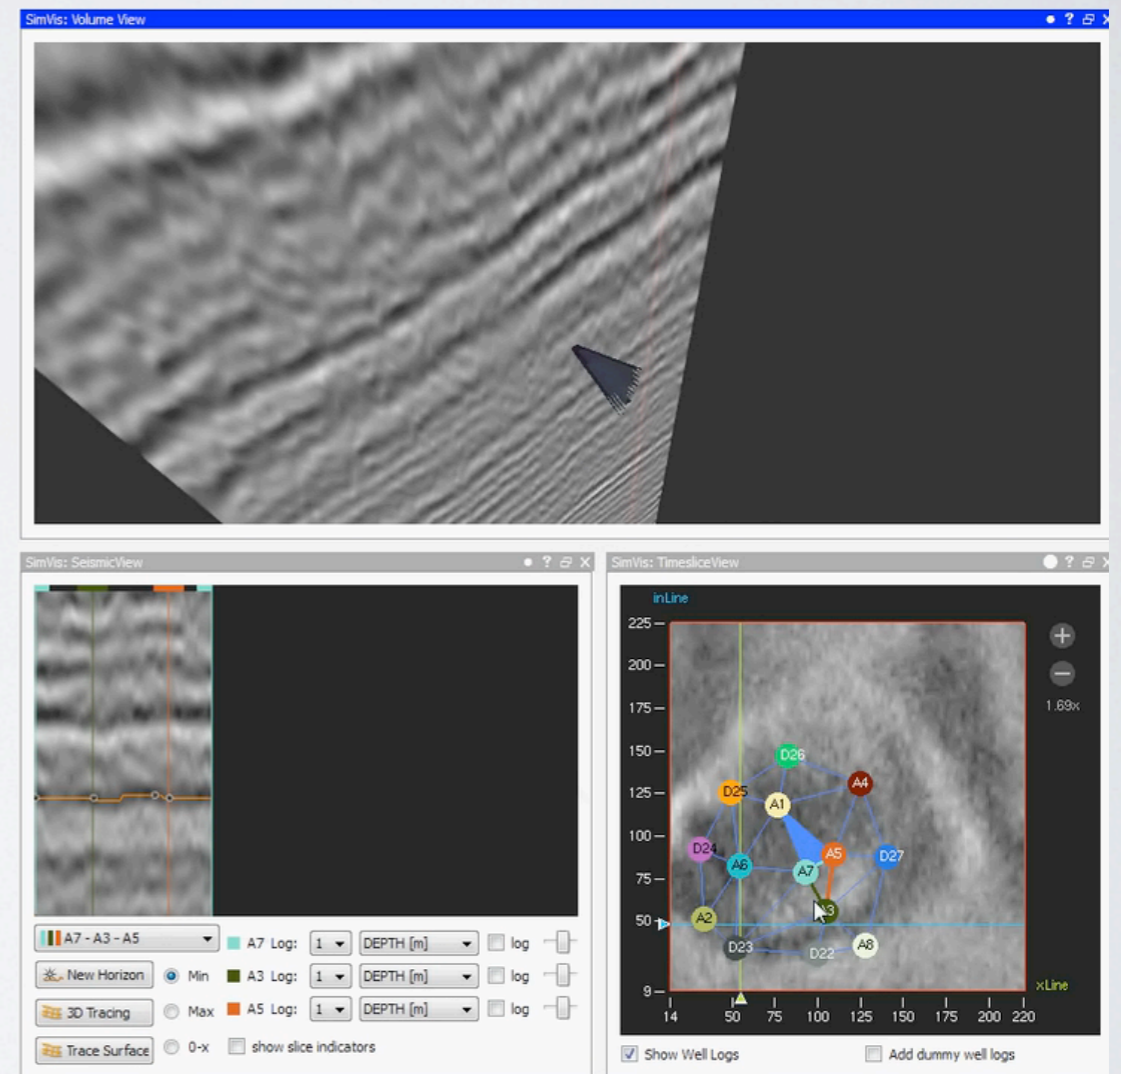 SimVis: Volume View
SimVis: SeismicView
SimVis: TimesliceView
inLine
225
200
175
150
125
100
75
50
9
1.69x
D26
A4
D25
A1
D24
A6
A5
D27
A7
A2
A3
D23
D22
A8
xLine
14 50 75 100 125 150 175 200 220
A7 - A3 - A5
A7 Log: 1 DEPTH [m] log
New Horizon Min A3 Log: 1 DEPTH [m] log
3D Tracing Max A5 Log: 1 DEPTH [m] log
Trace Surface 0-x show slice indicators
Show Well Logs Add dummy well logs